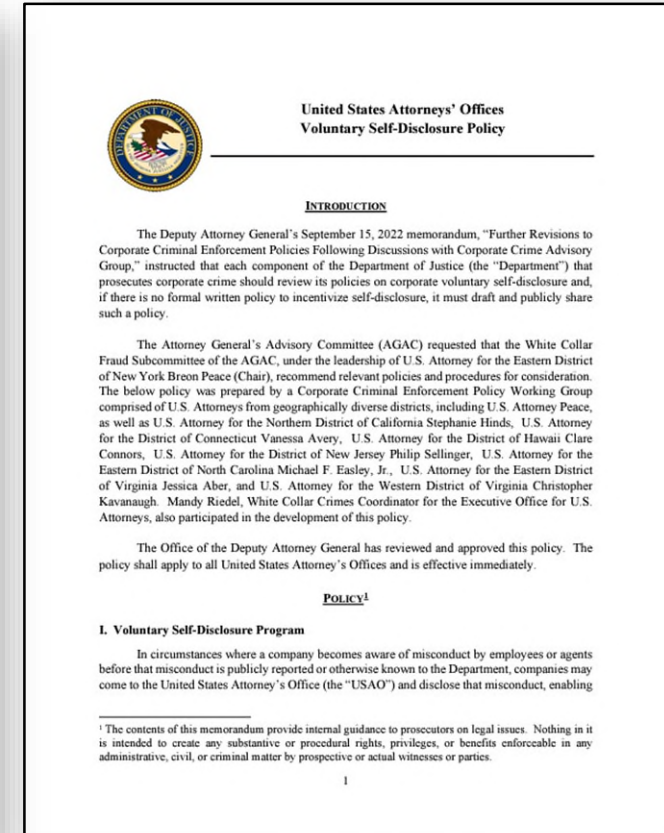 United States Attorneys' Offices
Voluntary Self-Disclosure Policy
INTRODUCTION
The Deputy Attorney General's September 15, 2022 memorandum, "Further Revisions to
Corporate Criminal Enforcement Policies Following Discussions with Corporate Crime Advisory
Group," instructed that each component of the Department of Justice (the "Department") that
prosecutes corporate crime should review its policies on corporate voluntary self-disclosure and,
if there is no formal written policy to incentivize self-disclosure, it must draft and publicly share
such a policy.
The Attorney General's Advisory Committee (AGAC) requested that the White Collar
Fraud Subcommittee of the AGAC, under the leadership of U.S. Attorney for the Eastern District
of New York Breon Peace (Chair), recommend relevant policies and procedures for consideration.
The below policy was prepared by a Corporate Criminal Enforcement Policy Working Group
comprised of U.S. Attorneys from geographically diverse districts, including U.S. Attorney Peace,
as well as U.S. Attorney for the Northern District of California Stephanie Hinds, U.S. Attorney
for the District of Connecticut Vanessa Avery, U.S. Attorney for the District of Hawaii Clare
Connors, U.S. Attorney for the District of New Jersey Philip Sellinger, U.S. Attorney for the
Eastern District of North Carolina Michael F. Easley, Jr., U.S. Attorney for the Eastern District
of Virginia Jessica Aber, and U.S. Attorney for the Western District of Virginia Christopher
Kavanaugh. Mandy Riedel, White Collar Crimes Coordinator for the Executive Office for U.S.
Attorneys, also participated in the development of this policy.
The Office of the Deputy Attorney General has reviewed and approved this policy. The
policy shall apply to all United States Attorney's Offices and is effective immediately.
POLICY¹
I. Voluntary Self-Disclosure Program
In circumstances where a company becomes aware of misconduct by employees or agents
before that misconduct is publicly reported or otherwise known to the Department, companies may
come to the United States Attorney's Office (the "USAO") and disclose that misconduct, enabling
¹ The contents of this memorandum provide internal guidance to prosecutors on legal issues. Nothing in it
is intended to create any substantive or procedural rights, privileges, or benefits enforceable in any
administrative, civil, or criminal matter by prospective or actual witnesses or parties.
1